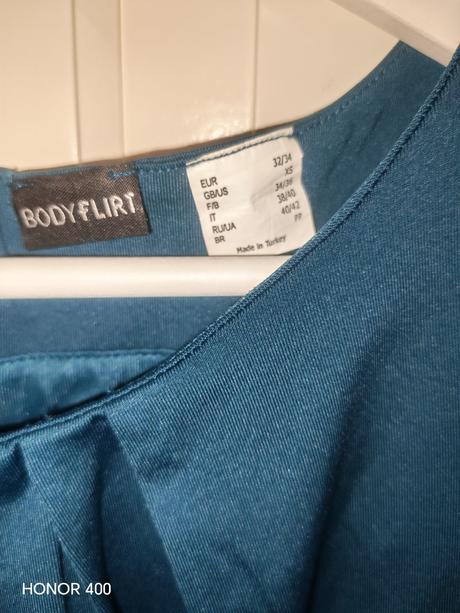 BODYFLIRT
EUR 32/34
GB/US XS
F/B 34/36
IT 38/40
RU/UA 40/42
BR PP
Made in Turkey
HONOR 400